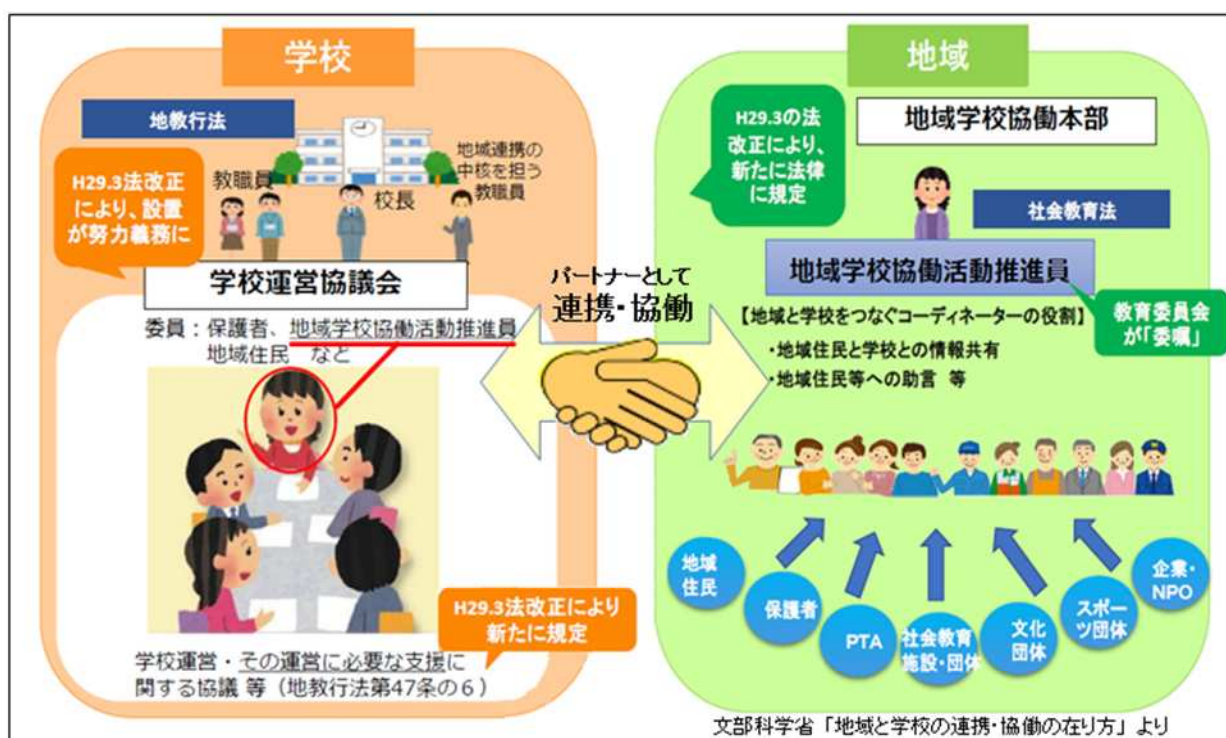 学校
地教行法
H29.3法改正
により、設置
が努力義務に
教職員
校長
地域連携の
中核を担う
教職員
学校運営協議会
委員：保護者、地域学校協働活動推進員
地域住民　など
H29.3法改正により
新たに規定
学校運営・その運営に必要な支援に
関する協議 等（地教行法第47条の６）
パートナーとして
連携・協働
地域
H29.3の法
改正により、
新たに法律
に規定
地域学校協働本部
社会教育法
地域学校協働活動推進員
教育委員会
が「委嘱」
【地域と学校をつなぐコーディネーターの役割】
・地域住民と学校との情報共有
・地域住民等への助言 等
地域
住民
保護者
PTA
社会教育
施設・団体
文化
団体
スポー
ツ団体
企業・
NPO
文部科学省「地域と学校の連携・協働の在り方」より